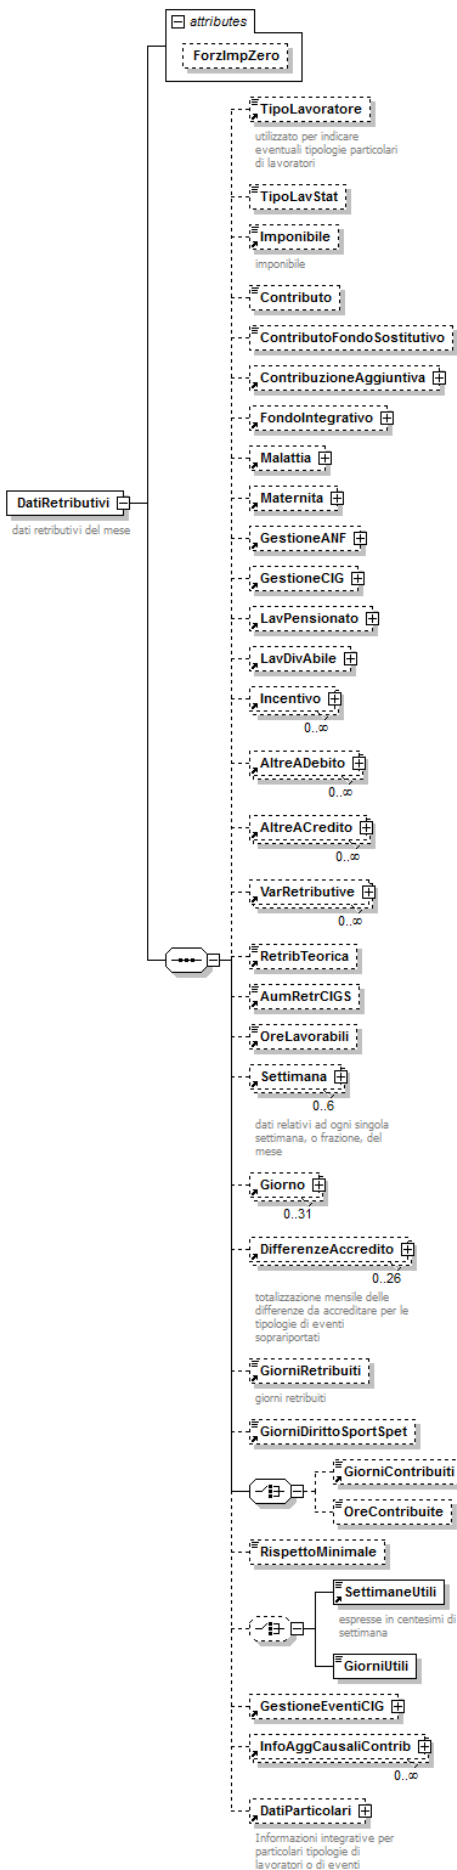 attributes
ForzImpZero
TipoLavoratore
utilizzato per indicare
eventuali tipologie particolari
di lavoratori
TipoLavStat
Imponibile
imponibile
Contributo
ContributoFondoSostitutivo
ContribuzioneAggiuntiva
FondoIntegrativo
Malattia
Maternita
DatiRetributivi
dati retributivi del mese
GestioneANF
GestioneCIG
LavPensionato
LavDivAbile
Incentivo
0..∞
AltreADebito
0..∞
AltreACredito
0..∞
VarRetributive
0..∞
RetribTeorica
AumRetrCIGS
OreLavorabili
Settimana
0..6
dati relativi ad ogni singola
settimana, o frazione, del
mese
Giorno
0..31
DifferenzeAccredito
0..26
totalizzazione mensile delle
differenze da accreditare per le
tipologie di eventi
soprariportati
GiorniRetribuiti
giorni retribuiti
GiorniDirittoSportSpet
GiorniContribuiti
OreContribuite
RispettoMinimale
SettimaneUtili
espresse in centesimi di
settimana
GiorniUtili
GestioneEventiCIG
InfoAggCausaliContrib
0..∞
DatiParticolari
Informazioni integrative per
particolari tipologie di
lavoratori o di eventi